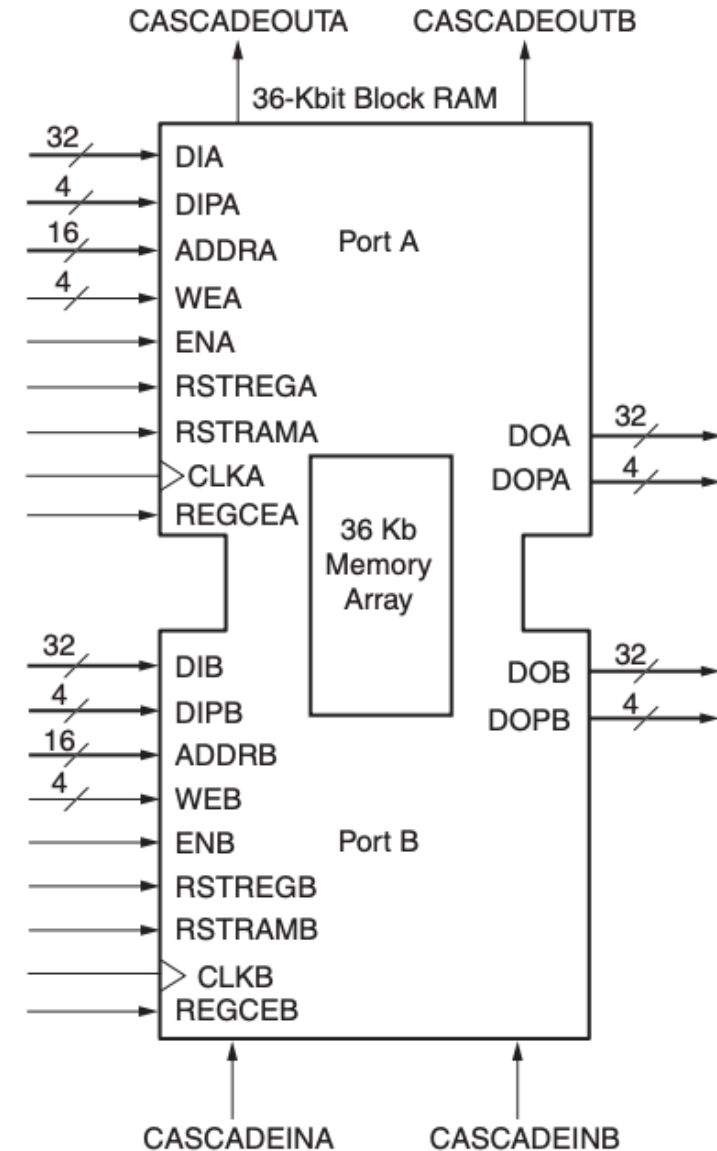 CASCADEOUTA CASCADEOUTB
36-Kbit Block RAM
32 DIA
4 DIPA
16 ADDRA Port A
4 WEA
ENA
RSTREGA
RSTRAMA DOA 32
CLKA DOPA 4
REGCEA
36 Kb
Memory
Array
32 DIB DOB 32
4 DIPB DOPB 4
16 ADDRB
4 WEB
ENB Port B
RSTREGB
RSTRAMB
CLKB
REGCEB
CASCADEINA CASCADEINB